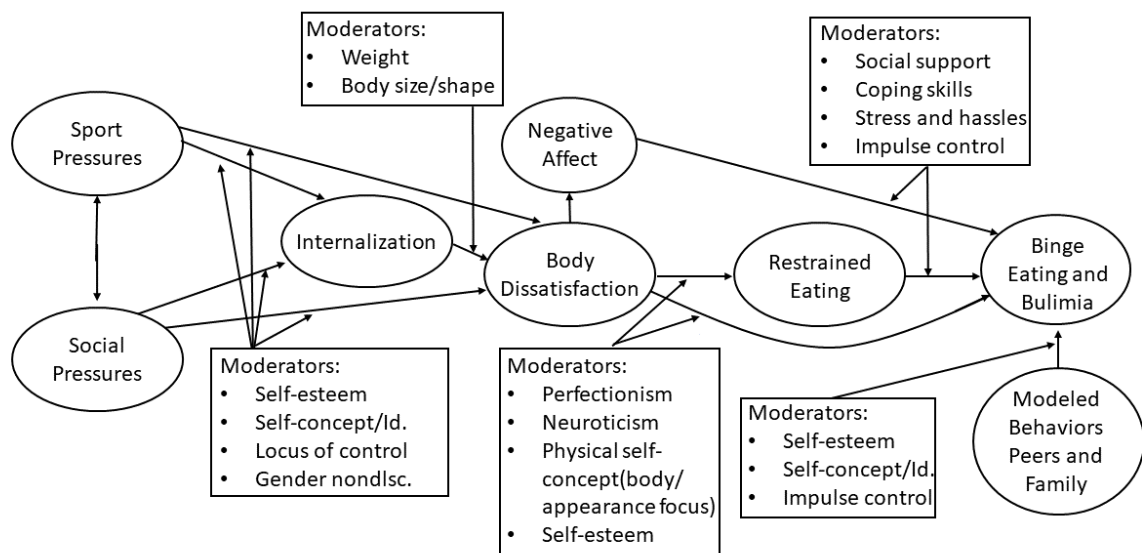 Moderators:
• Weight
• Body size/shape
Moderators:
• Social support
• Coping skills
• Stress and hassles
• Impulse control
Sport
Pressures
Negative
Affect
Internalization
Body
Dissatisfaction
Restrained
Eating
Binge
Eating and
Bulimia
Social
Pressures
Moderators:
• Self-esteem
• Self-concept/Id.
• Locus of control
• Gender nondIsc.
Moderators:
• Perfectionism
• Neuroticism
• Physical self-
concept(body/
appearance focus)
• Self-esteem
Moderators:
• Self-esteem
• Self-concept/Id.
• Impulse control
Modeled
Behaviors
Peers and
Family